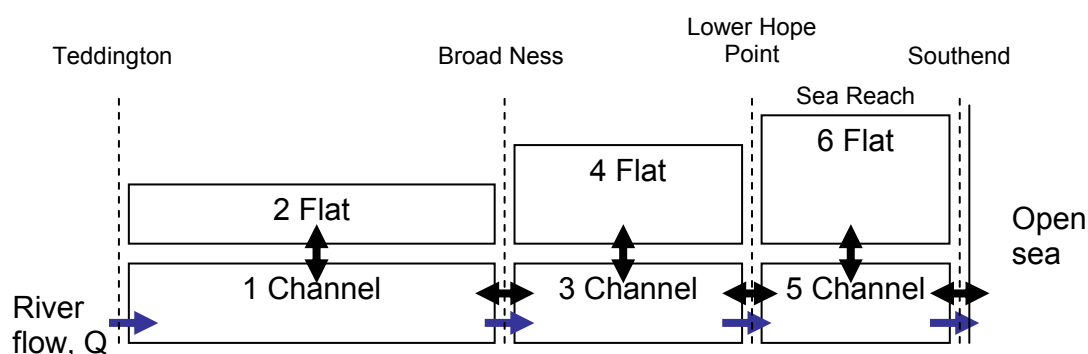 Teddington
Broad Ness
Lower Hope
Point
Southend
Sea Reach
6 Flat
4 Flat
2 Flat
Open
sea
1 Channel
3 Channel
5 Channel
River
flow, Q